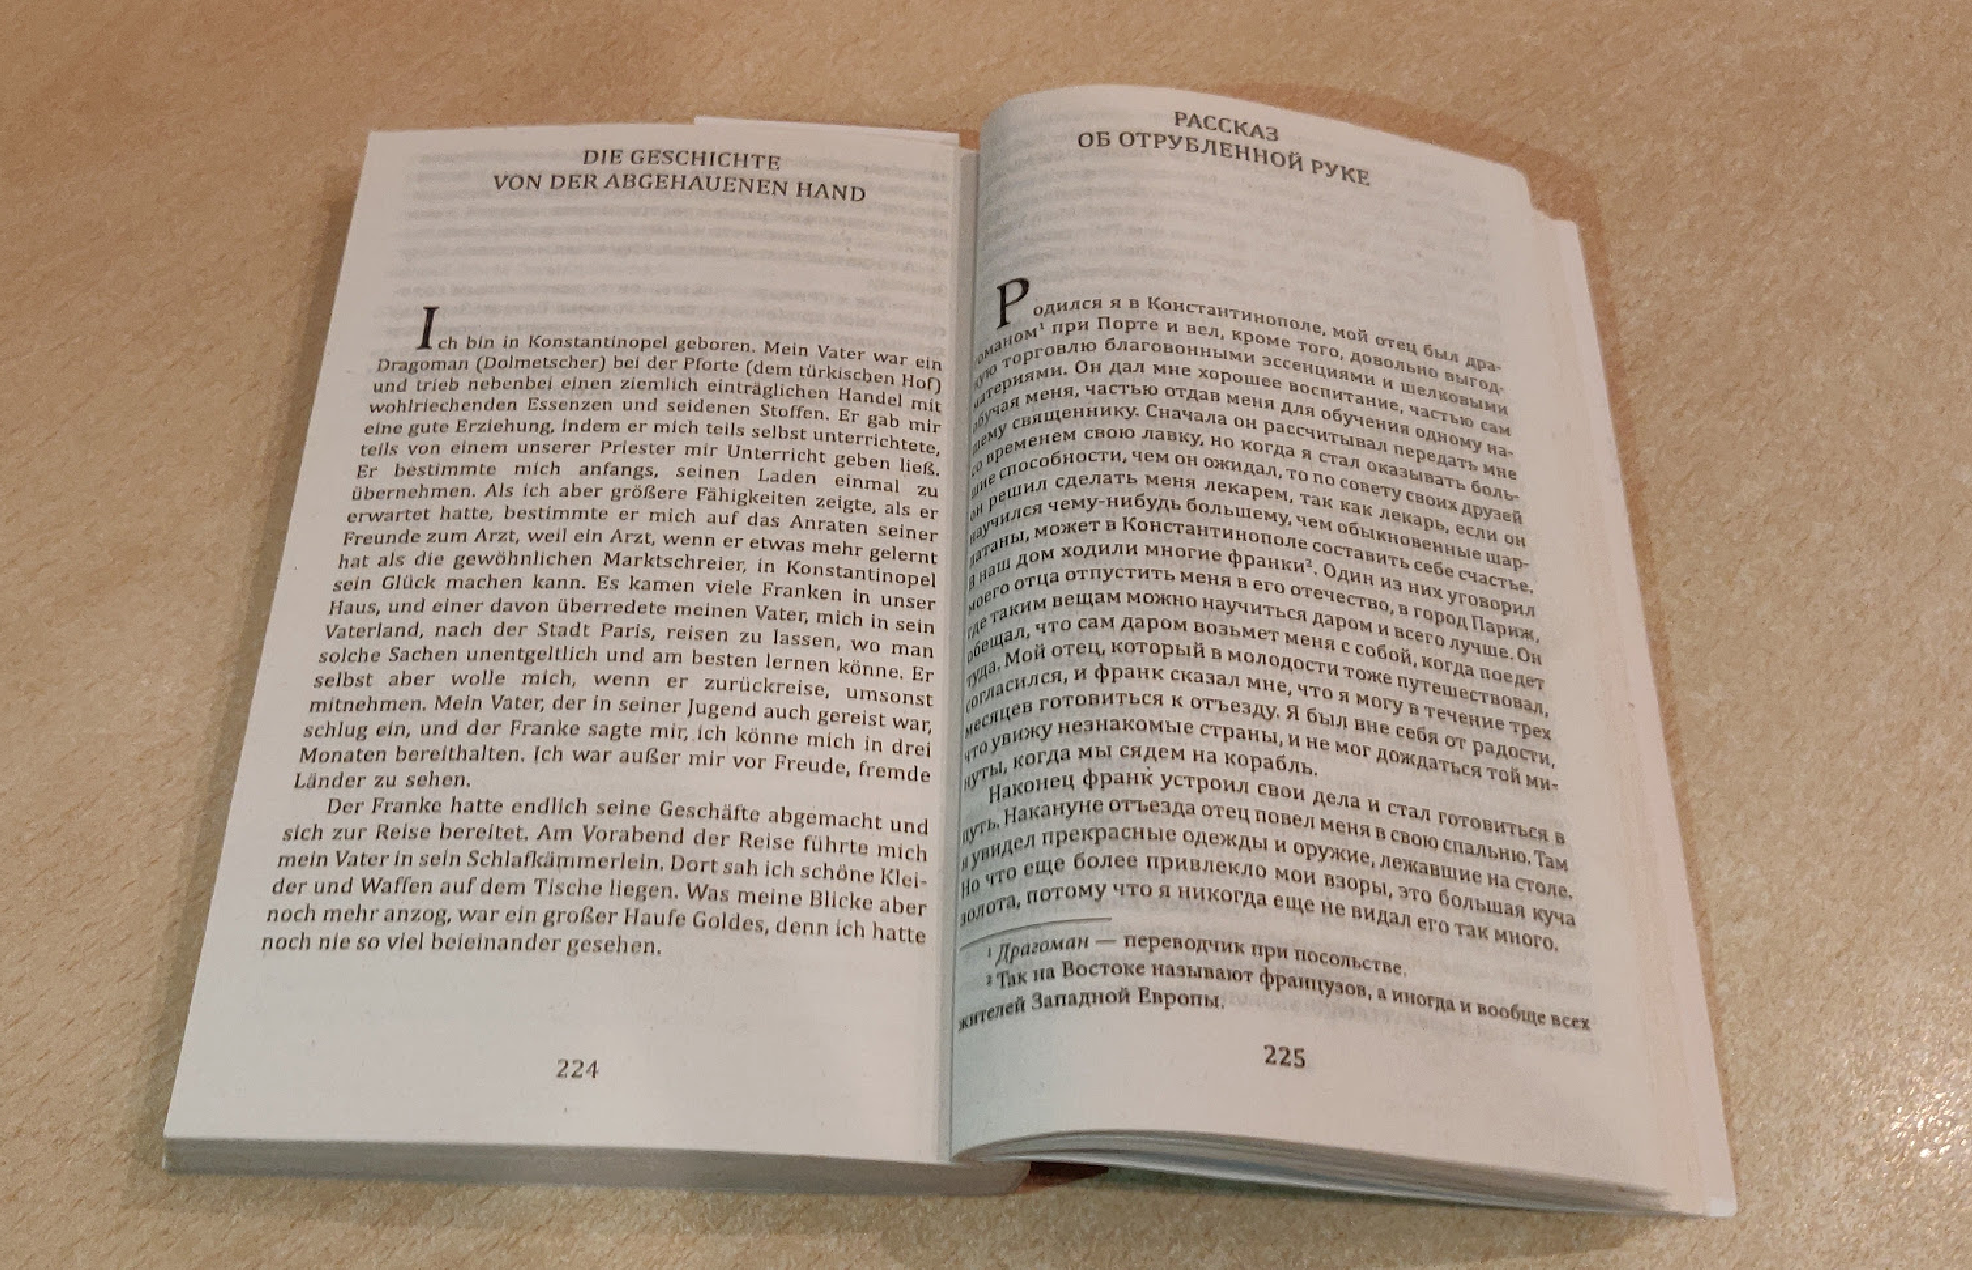 DIE GESCHICHTE
VON DER ABGEHAUENEN HAND
Ich bin in Konstantinopel geboren. Mein Vater war ein
Dragoman (Dolmetscher) bei der Pforte (dem türkischen Hof)
und trieb nebenbei einen ziemlich einträglichen Handel mit
wohlriechenden Essenzen und seidenen Stoffen. Er gab mir
eine gute Erziehung, indem er mich teils selbst unterrichtete,
teils von einem unserer Priester mir Unterricht geben ließ.
Er bestimmte mich anfangs, seinen Laden einmal zu
übernehmen. Als ich aber größere Fähigkeiten zeigte, als er
erwartet hatte, bestimmte er mich auf das Anraten seiner
Freunde zum Arzt, weil ein Arzt, wenn er etwas mehr gelernt
hat als die gewöhnlichen Marktschreier, in Konstantinopel
sein Glück machen kann. Es kamen viele Franken in unser
Haus, und einer davon überredete meinen Vater, mich in sein
Vaterland, nach der Stadt Paris, reisen zu lassen, wo man
solche Sachen unentgeltlich und am besten lernen könne. Er
selbst aber wolle mich, wenn er zurückreise, umsonst
mitnehmen. Mein Vater, der in seiner Jugend auch gereist war,
schlug ein, und der Franke sagte mir, ich könne mich in drei
Monaten bereithalten. Ich war außer mir vor Freude, fremde
Länder zu sehen.
Der Franke hatte endlich seine Geschäfte abgemacht und
sich zur Reise bereitet. Am Vorabend der Reise führte mich
mein Vater in sein Schlafkämmerlein. Dort sah ich schöne Klei-
der und Waffen auf dem Tische liegen. Was meine Blicke aber
noch mehr anzog, war ein großer Haufe Goldes, denn ich hatte
noch nie so viel beieinander gesehen.
224
РАССКАЗ
ОБ ОТРУБЛЕННОЙ РУКЕ
Родился я в Константинополе, мой отец был дра-
гоманом¹ при Порте и вел, кроме того, довольно выгод-
ную торговлю благовонными эссенциями и шелковыми
материями. Он дал мне хорошее воспитание, частью сам
обучая меня, частью отдав меня для обучения одному на-
шему священнику. Сначала он рассчитывал передать мне
со временем свою лавку, но когда я стал оказывать боль-
шие способности, чем он ожидал, то по совету своих друзей
он решил сделать меня лекарем, так как лекарь, если он
научился чему-нибудь большему, чем обыкновенные шар-
латаны, может в Константинополе составить себе счастье.
В наш дом ходили многие франки². Один из них уговорил
моего отца отпустить меня в его отечество, в город Париж,
где таким вещам можно научиться даром и всего лучше. Он
обещал, что сам даром возьмет меня с собой, когда поедет
туда. Мой отец, который в молодости тоже путешествовал,
согласился, и франк сказал мне, что я могу в течение трех
месяцев готовиться к отъезду. Я был вне себя от радости,
что увижу незнакомые страны, и не мог дождаться той ми-
нуты, когда мы сядем на корабль.
Наконец франк устроил свои дела и стал готовиться в
путь. Накануне отъезда отец повел меня в свою спальню. Там
я увидел прекрасные одежды и оружие, лежавшие на столе.
Но что еще более привлекло мои взоры, это большая куча
золота, потому что я никогда еще не видал его так много.
¹ Драгоман — переводчик при посольстве.
² Так на Востоке называют французов, а иногда и вообще всех
жителей Западной Европы.
225